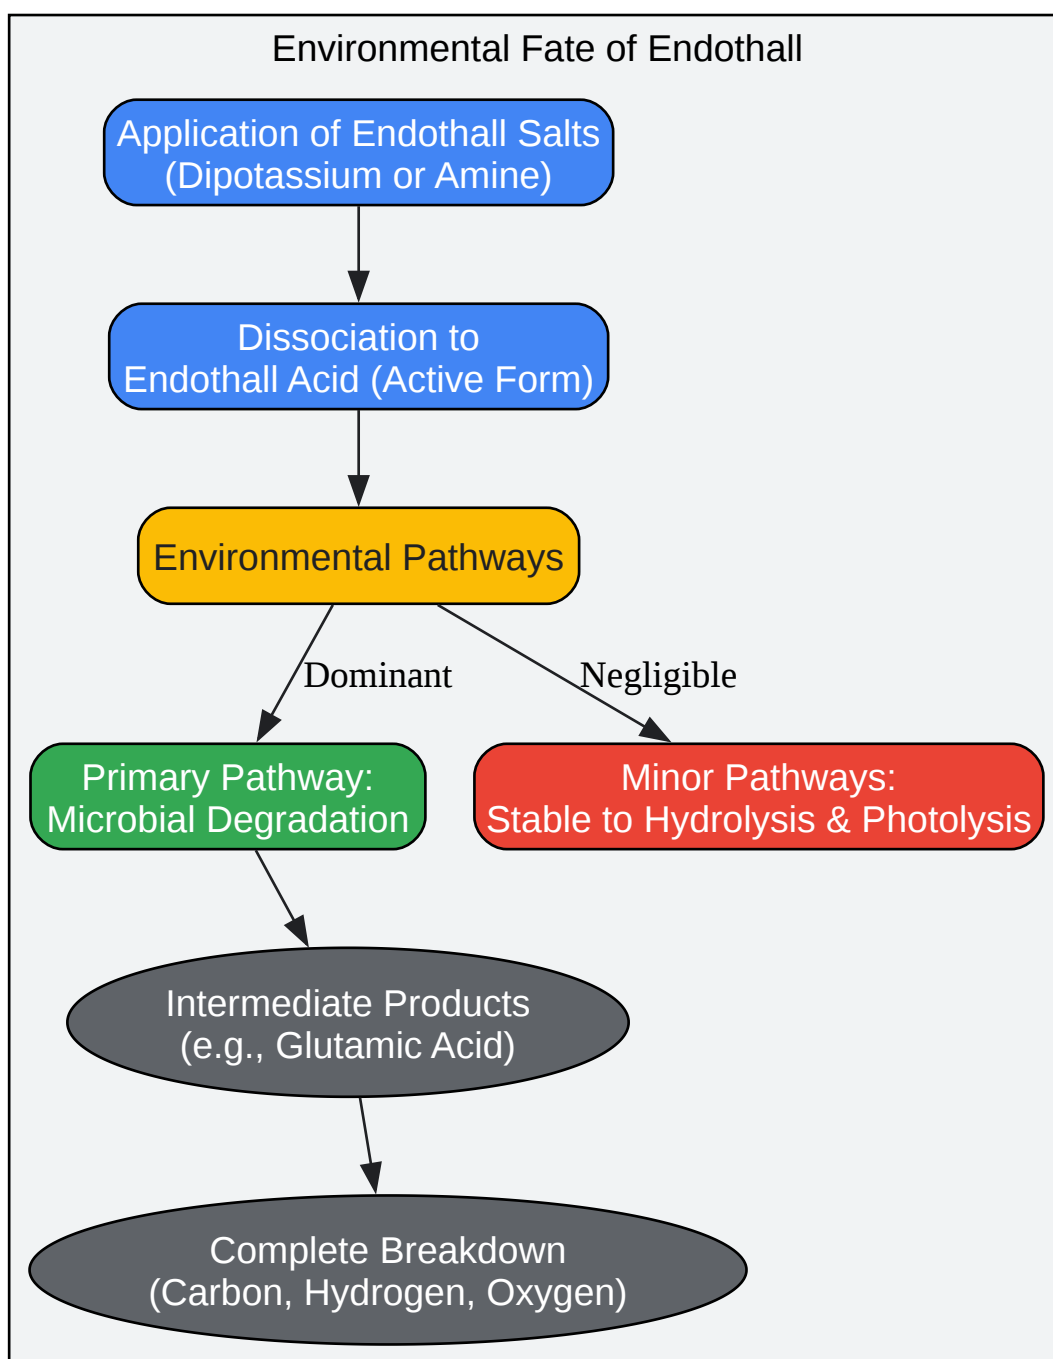 Environmental Fate of Endothall
Application of Endothall Salts
(Dipotassium or Amine)
Dissociation to
Endothall Acid (Active Form)
Environmental Pathways
Dominant
Negligible
Primary Pathway:
Microbial Degradation
Minor Pathways:
Stable to Hydrolysis & Photolysis
Intermediate Products
(e.g., Glutamic Acid)
Complete Breakdown
(Carbon, Hydrogen, Oxygen)